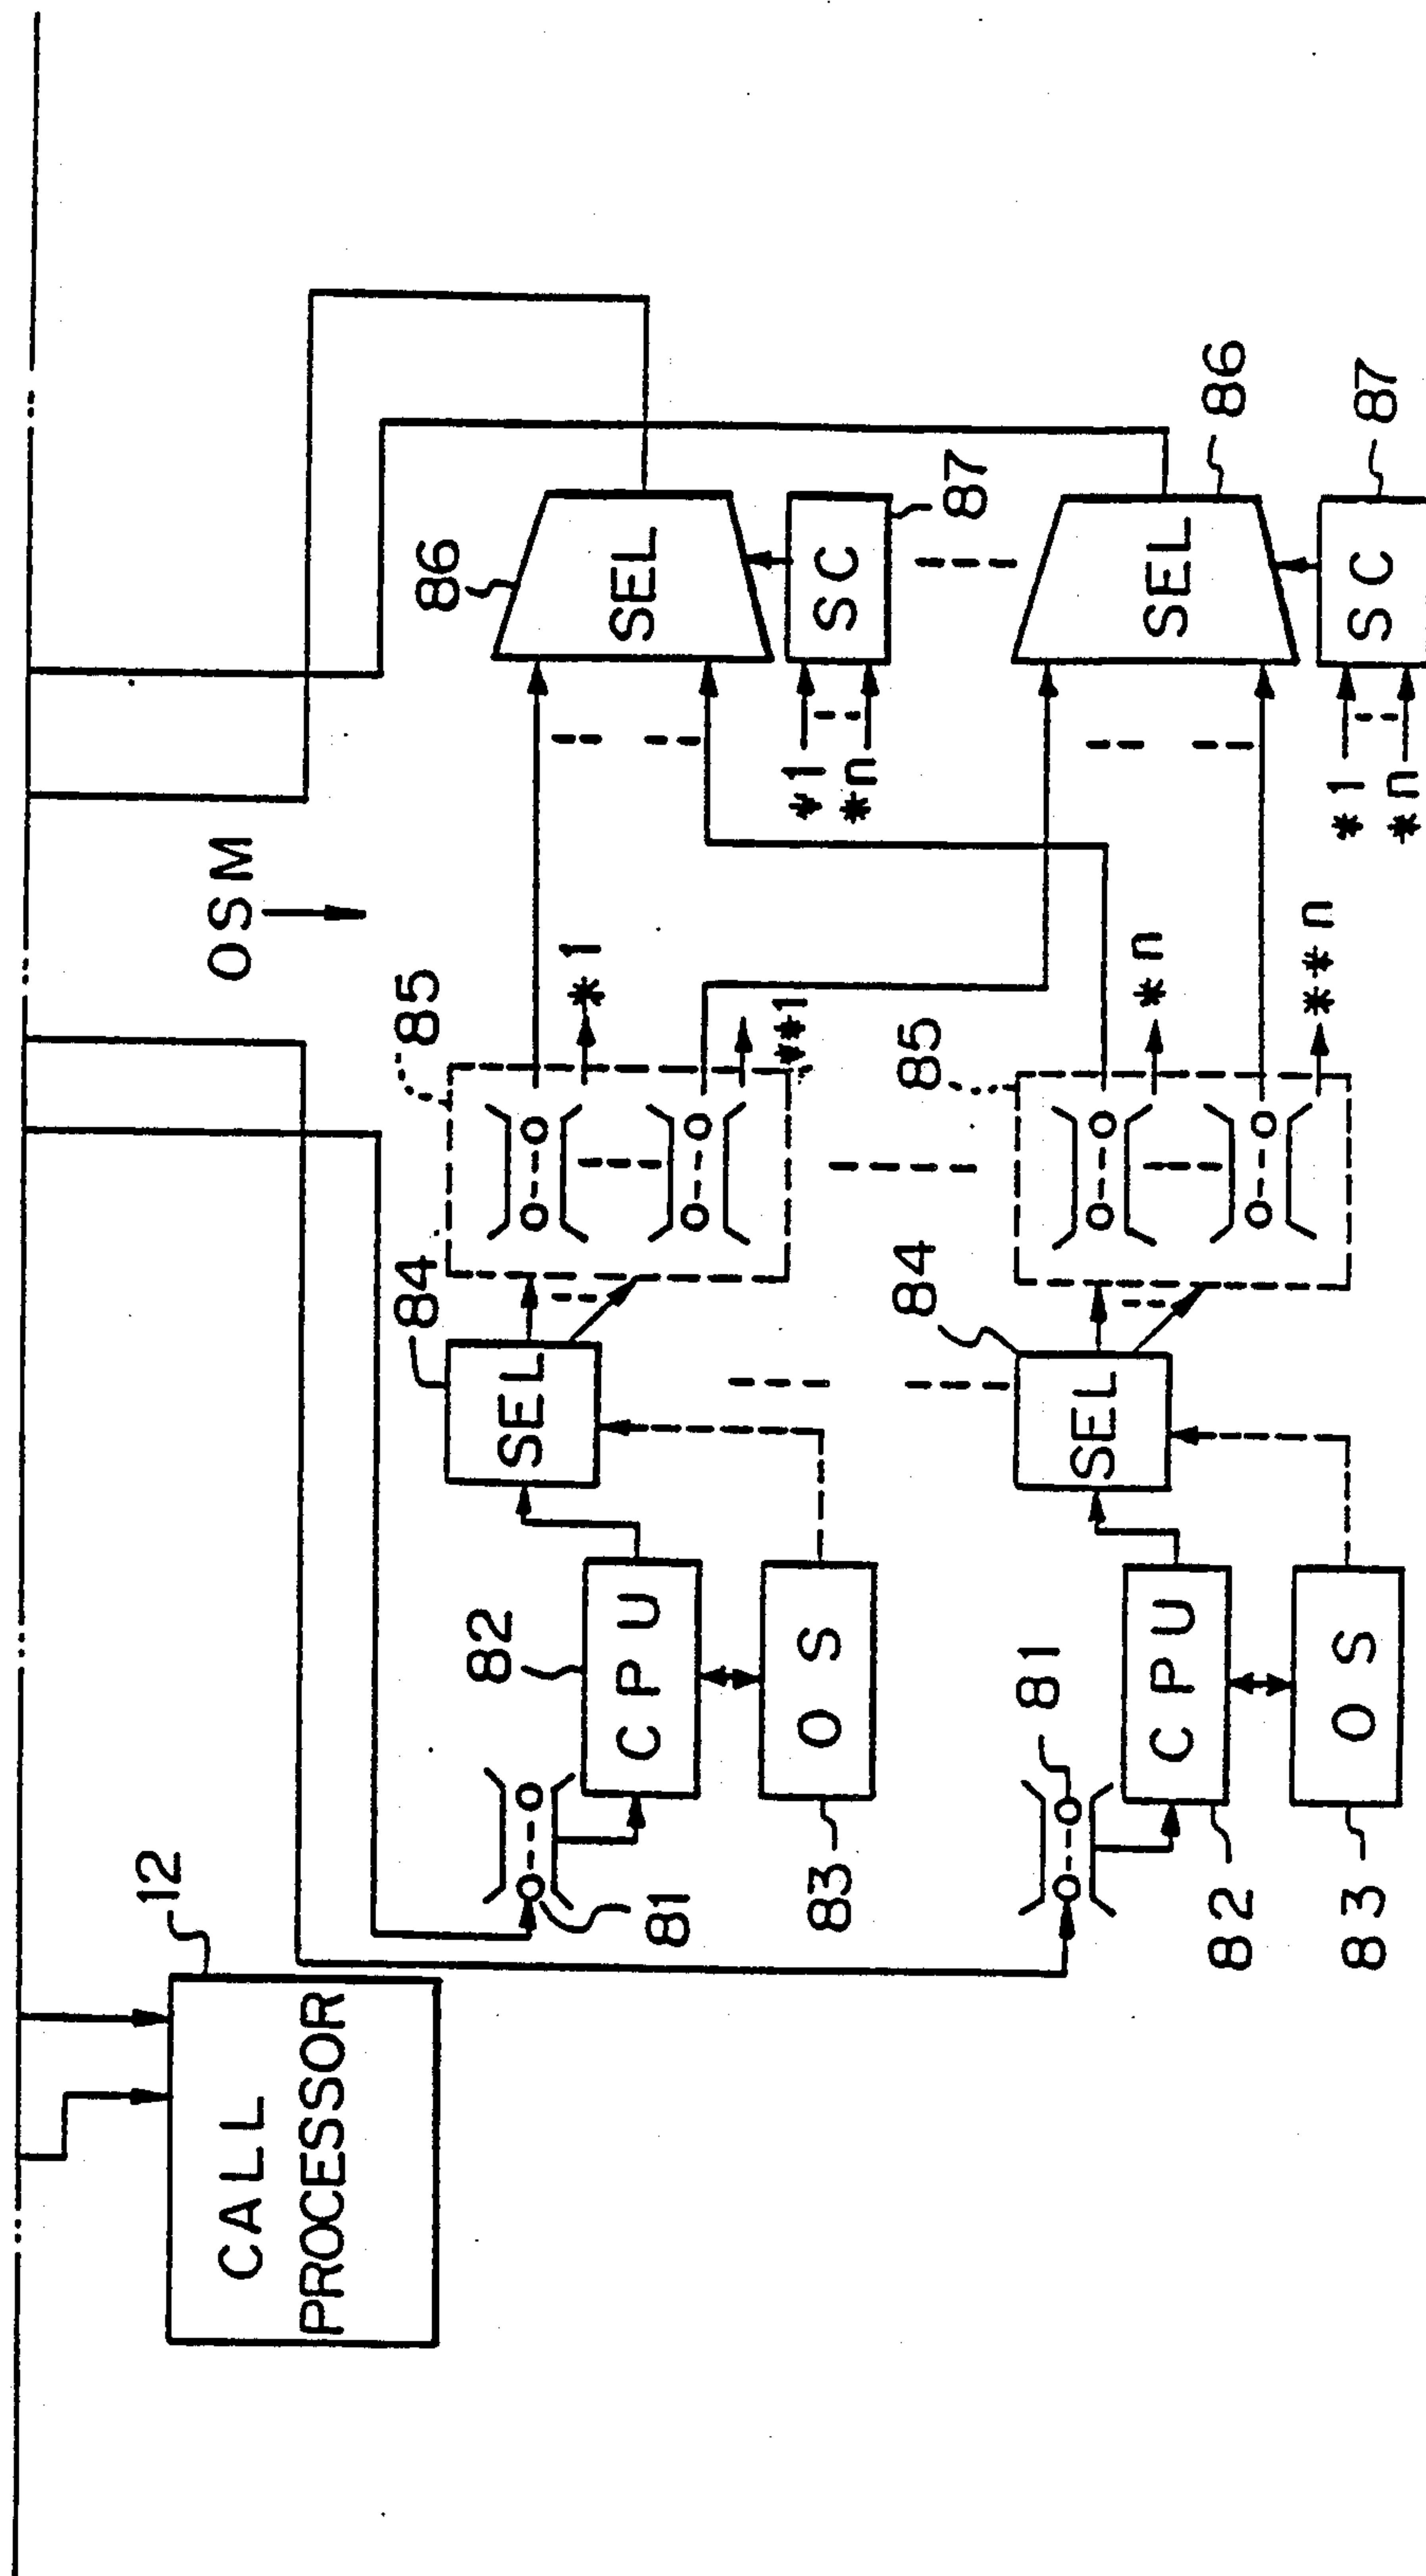 12
CALL
PROCESSOR
OSM
81
82
CPU
83
OS
84
SEL
85
*1
**1
86
SEL
87
SC
*1
*n
81
82
CPU
83
OS
84
SEL
85
*n
**n
86
SEL
87
SC
*1
*n